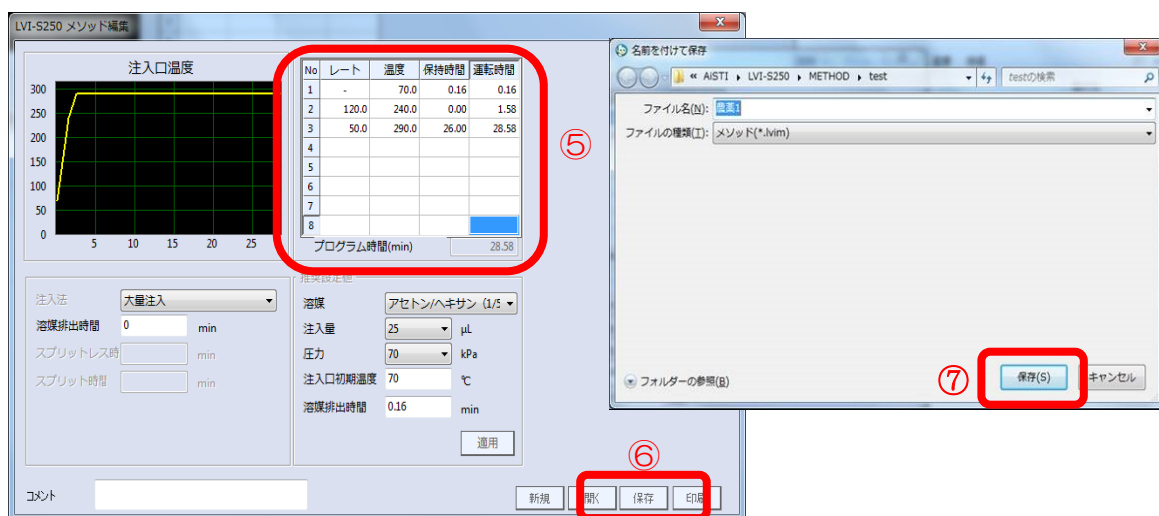 LVI-S250 メソッド編集
注入口温度
300
250
200
150
100
50
0
5 10 15 20 25
No レート 温度 保持時間 運転時間
1 - 70.0 0.16 0.16
2 120.0 240.0 0.00 1.58
3 50.0 290.0 26.00 28.58
4
5
6
7
8
プログラム時間(min) 28.58
⑤
注入法 大量注入
溶媒排出時間 0 min
スプリットレス時 min
スプリット時間 min
推奨設定値
溶媒 アセトン/ヘキサン (1/5
注入量 25 μL
圧力 70 kPa
注入口初期温度 70 ℃
溶媒排出時間 0.16 min
適用
⑥
コメント
新規 開く 保存 印刷
名前を付けて保存
« AiSTI LVI-S250 METHOD test
testの検索
ファイル名(N): 農薬1
ファイルの種類(T): メソッド(*.lvim)
フォルダーの参照(B)
⑦
保存(S) キャンセル